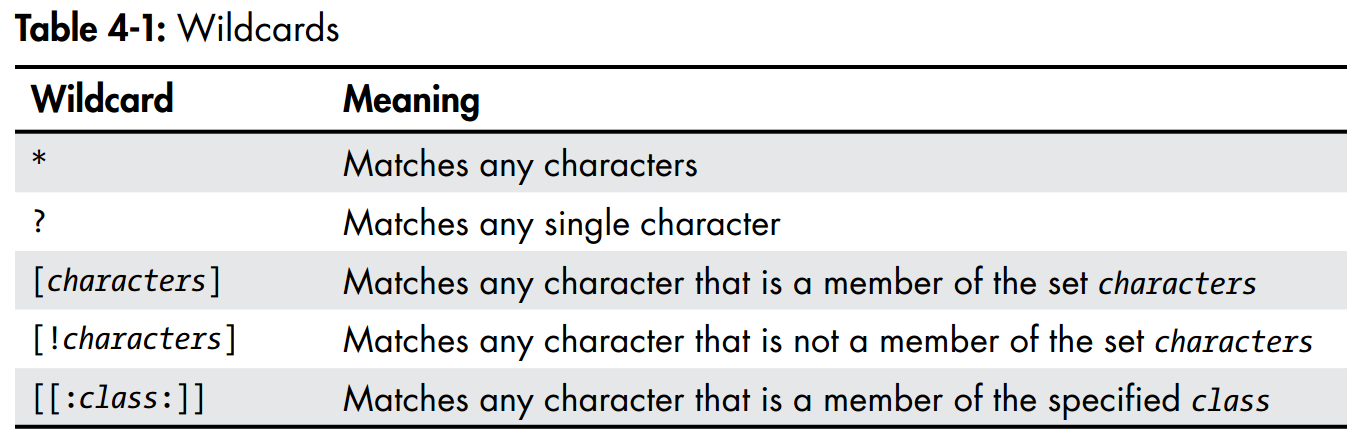 Table 4-1: Wildcards
Wildcard Meaning
* Matches any characters
? Matches any single character
[characters] Matches any character that is a member of the set characters
[!characters] Matches any character that is not a member of the set characters
[[:class:]] Matches any character that is a member of the specified class